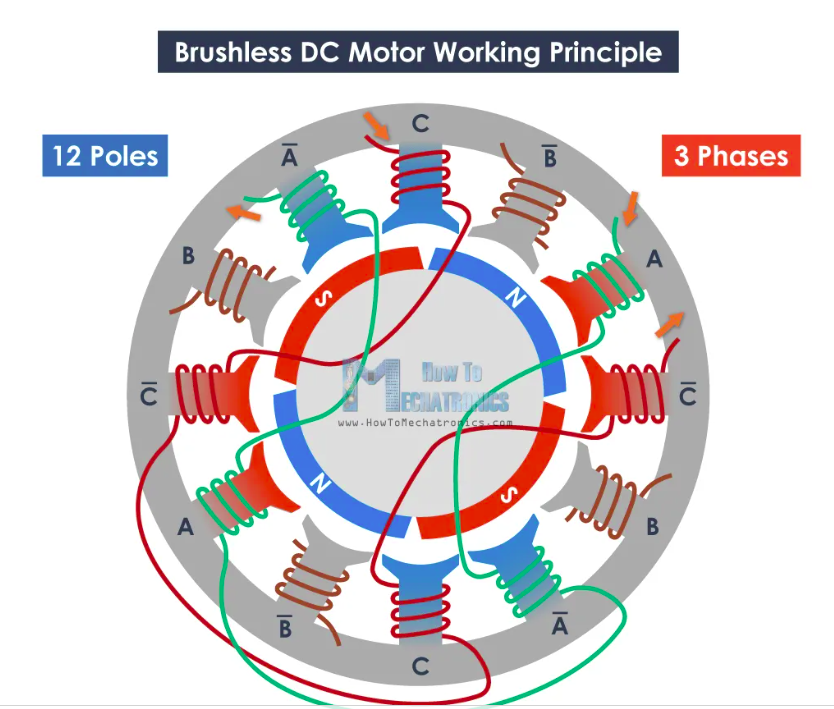 Brushless DC Motor Working Principle
12 Poles
3 Phases
C
A̅
B̅
B
A
S
N
C̅
C̅
How To
MECHATRONICS
www.HowToMechatronics.com
N
S
A
B
B̅
A̅
C